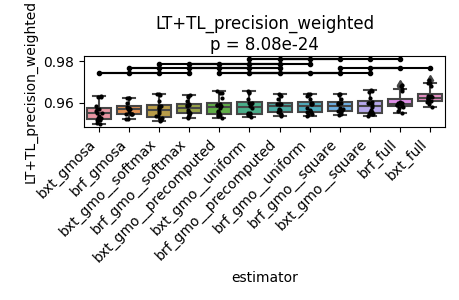 LT+TL_precision_weighted
p = 8.08e-24
LT+TL_precision_weighted
0.98
0.96
bxt_gmosa
brf_gmosa
bxt_gmo__softmax
brf_gmo__softmax
bxt_gmo__precomputed
bxt_gmo__uniform
brf_gmo__precomputed
brf_gmo__uniform
brf_gmo__square
bxt_gmo__square
brf_full
bxt_full
estimator